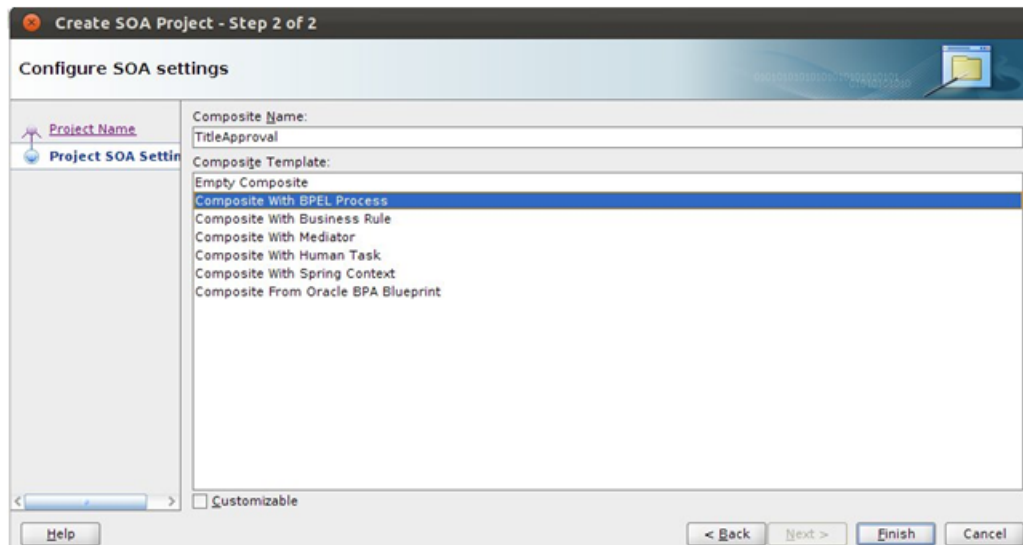 Create SOA Project - Step 2 of 2
Configure SOA settings
Project Name
Project SOA Settin
Composite Name:
TitleApproval
Composite Template:
Empty Composite
Composite With BPEL Process
Composite With Business Rule
Composite With Mediator
Composite With Human Task
Composite With Spring Context
Composite From Oracle BPA Blueprint
Customizable
Help
< Back
Next >
Finish
Cancel